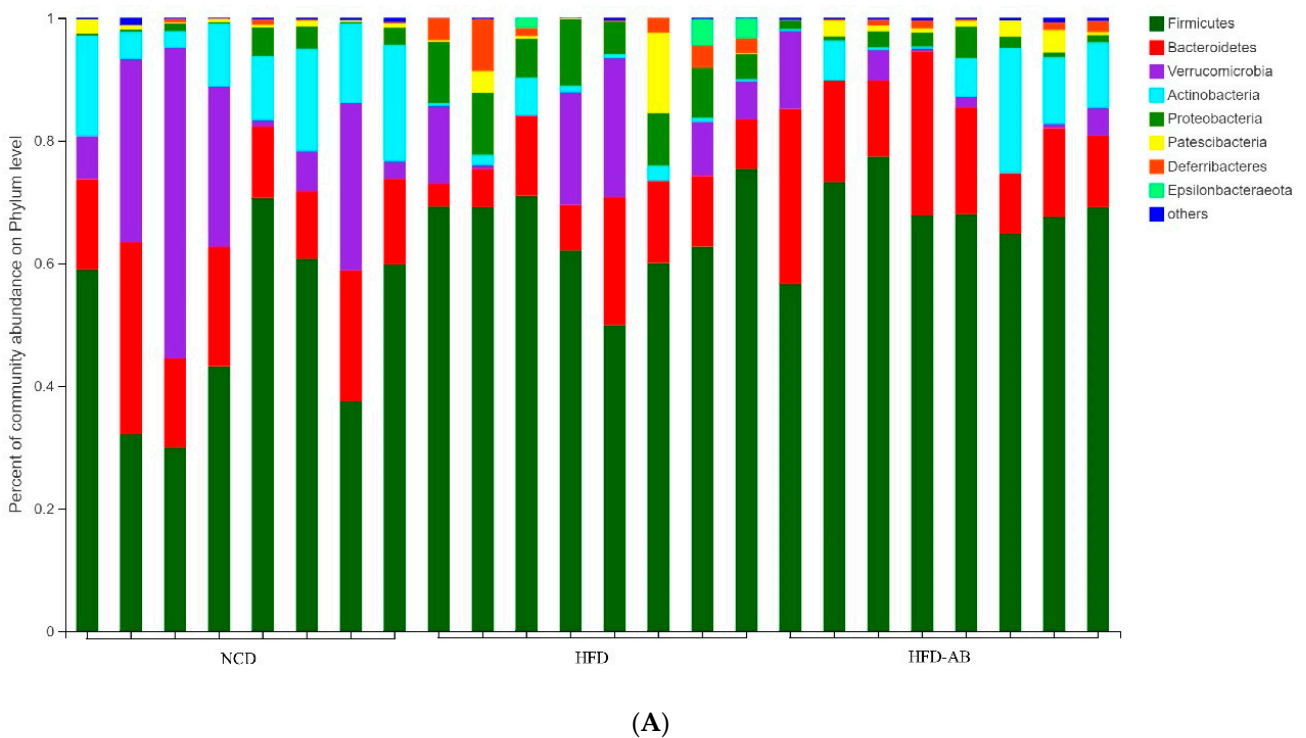 Percent of community abundance on Phylum level
1
0.8
0.6
0.4
0.2
0
NCD
HFD
HFD-AB
Firmicutes
Bacteroidetes
Verrucomicrobia
Actinobacteria
Proteobacteria
Patescibacteria
Deferribacteres
Epsilonbacteraeota
others
(A)